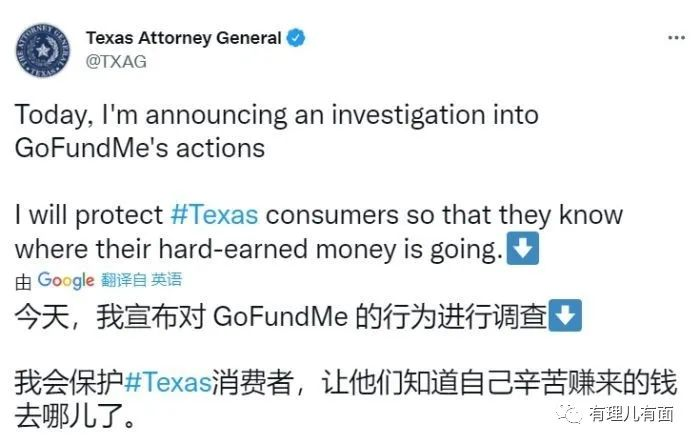 Texas Attorney General
@TXAG
Today, I'm announcing an investigation into
GoFundMe's actions
I will protect #Texas consumers so that they know
where their hard-earned money is going.⬇️
由 Google 翻译自 英语
今天，我宣布对 GoFundMe 的行为进行调查⬇️
我会保护#Texas消费者，让他们知道自己辛苦赚来的钱
去哪儿了。
有理儿有面